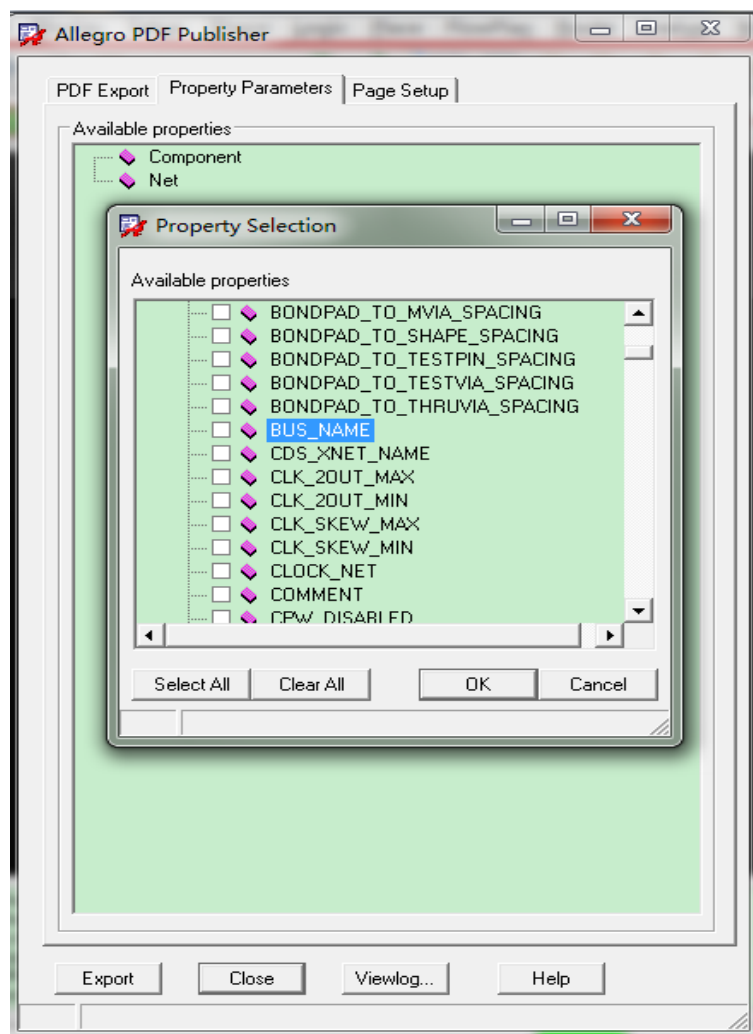 Allegro PDF Publisher
PDF Export Property Parameters Page Setup
Available properties
Component
Net
Property Selection
Available properties
BONDPAD_TO_MVIA_SPACING
BONDPAD_TO_SHAPE_SPACING
BONDPAD_TO_TESTPIN_SPACING
BONDPAD_TO_TESTVIA_SPACING
BONDPAD_TO_THRUVIA_SPACING
BUS_NAME
CDS_XNET_NAME
CLK_2OUT_MAX
CLK_2OUT_MIN
CLK_SKEW_MAX
CLK_SKEW_MIN
CLOCK_NET
COMMENT
CPW_DISABLED
Select All Clear All OK Cancel
Export Close Viewlog... Help